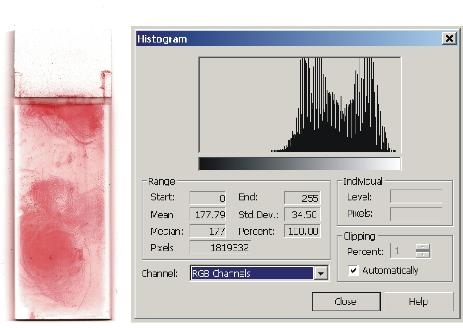 Histogram
Range
Start: 0 End: 255
Mean 177.79 Std Dev.: 34.50
Median: 177 Percent: 100.00
Pixels 1819332
Individual
Level:
Pixels:
Clipping
Percent: 1
Automatically
Channel: RGB Channels
Close Help